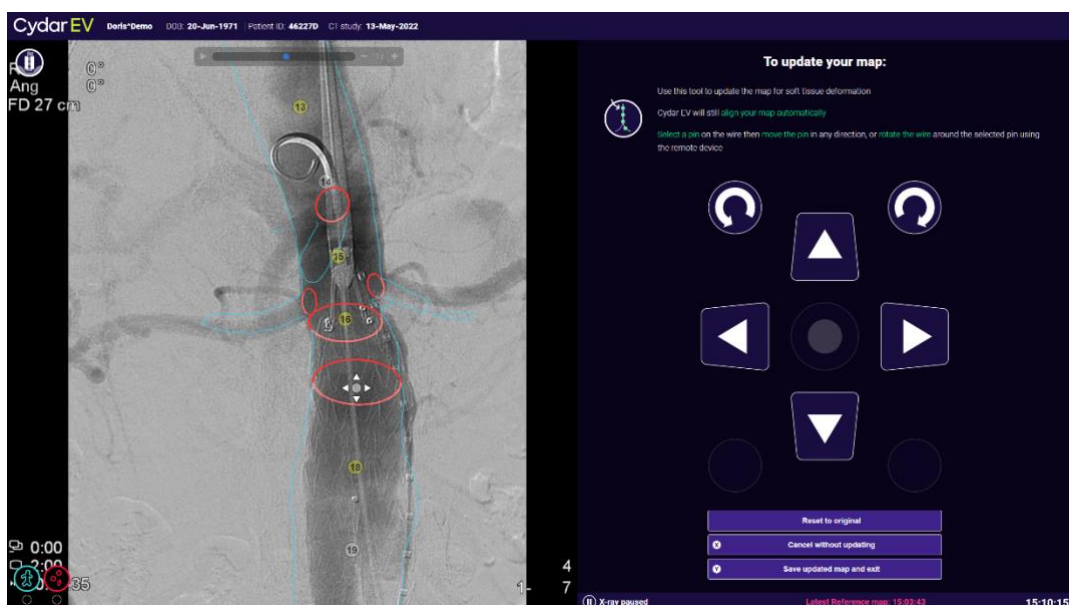 Cydar EV Doris^Demo DOB: 20-Jun-1971 Patient ID: 46227D CT study: 13-May-2022
0°
Ang 0°
FD 27 cm
13
14
15
16
18
19
0:00
35
4
1- 7
To update your map:
Use this tool to update the map for soft tissue deformation
Cydar EV will still align your map automatically
Select a pin on the wire then move the pin in any direction, or rotate the wire around the selected pin using
the remote device
Reset to original
X Cancel without updating
Y Save updated map and exit
X-ray paused Latest Reference map: 15:03:43 15:10:15